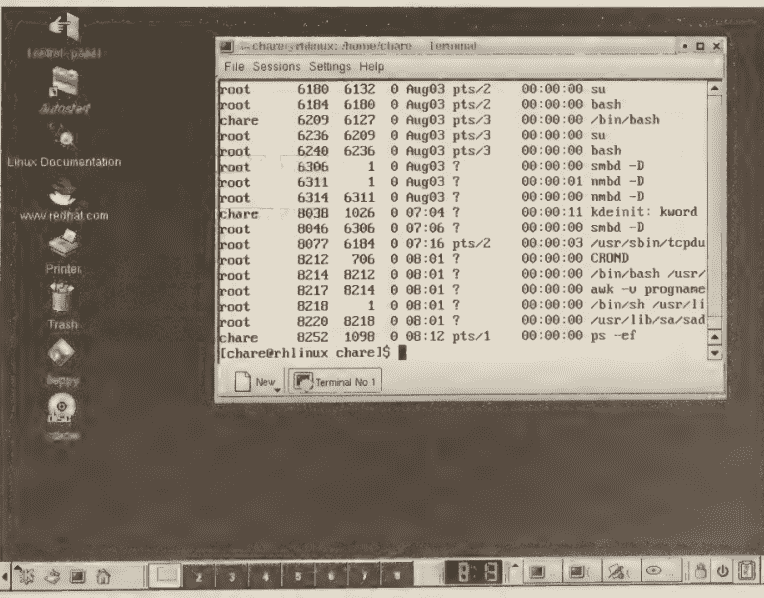 Autostart
Linux Documentation
www.redhat.com
Printer
Trash
chare@rhlinux: /home/chare - Terminal
File Sessions Settings Help
root 6180 6132 0 Aug03 pts/2 00:00:00 su
root 6184 6180 0 Aug03 pts/2 00:00:00 bash
chare 6209 6127 0 Aug03 pts/3 00:00:00 /bin/bash
root 6236 6209 0 Aug03 pts/3 00:00:00 su
root 6240 6236 0 Aug03 pts/3 00:00:00 bash
root 6306 1 0 Aug03 ? 00:00:00 smbd -D
root 6311 1 0 Aug03 ? 00:00:01 nmbd -D
root 6314 6311 0 Aug03 ? 00:00:00 nmbd -D
chare 8038 1026 0 07:04 ? 00:00:11 kdeinit: kword
root 8046 6306 0 07:06 ? 00:00:00 smbd -D
root 8077 6184 0 07:16 pts/2 00:00:03 /usr/sbin/tcpdu
root 8212 706 0 08:01 ? 00:00:00 CROND
root 8214 8212 0 08:01 ? 00:00:00 /bin/bash /usr/
root 8217 8214 0 08:01 ? 00:00:00 awk -v progname
root 8218 1 0 08:01 ? 00:00:00 /bin/sh /usr/li
root 8220 8218 0 08:01 ? 00:00:00 /usr/lib/sa/sad
chare 8252 1098 0 08:12 pts/1 00:00:00 ps -ef
[chare@rhlinux chare]$
New Terminal No 1
2 3 4 5 6 7 8